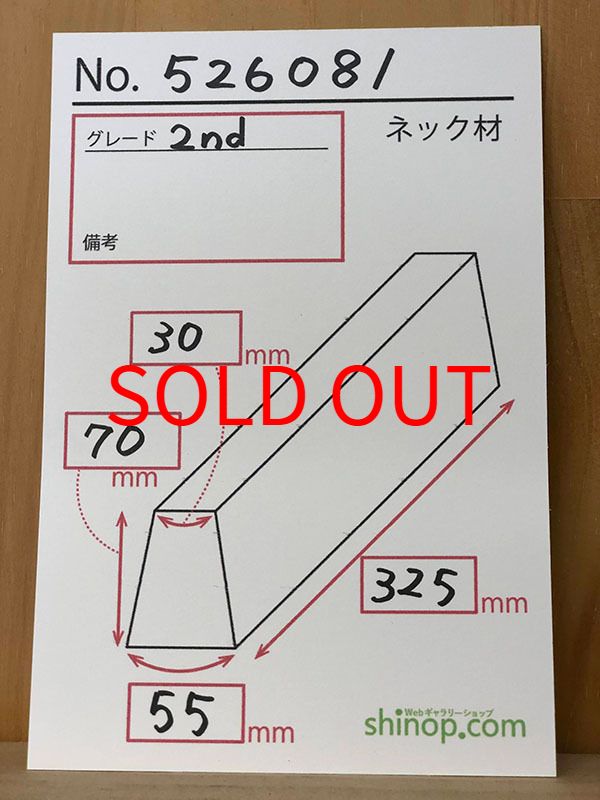 No. 526081
グレード 2nd
ネック材
備考
30 mm
SOLD OUT
70 mm
325 mm
55 mm
Webギャラリーショップ
shinop.com